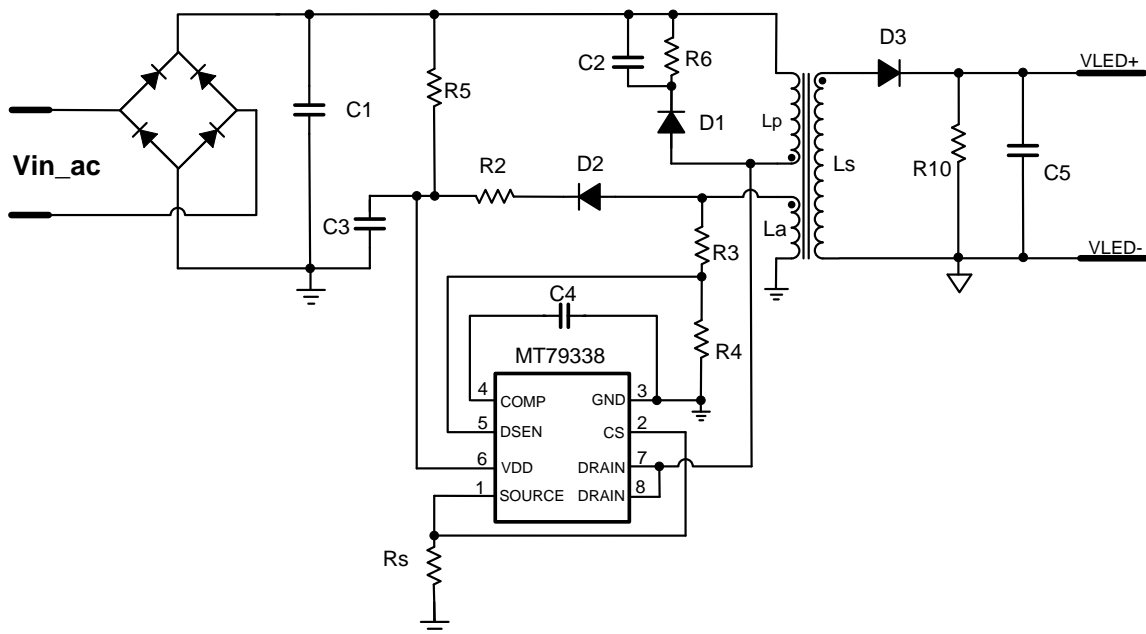 D3
VLED+
C2
R6
R5
C1
D1
Lp
Ls
R10
C5
Vin_ac
R2
D2
C3
La
R3
VLED-
C4
R4
MT79338
4
COMP
GND
3
5
DSEN
CS
2
6
VDD
DRAIN
7
1
SOURCE
DRAIN
8
Rs